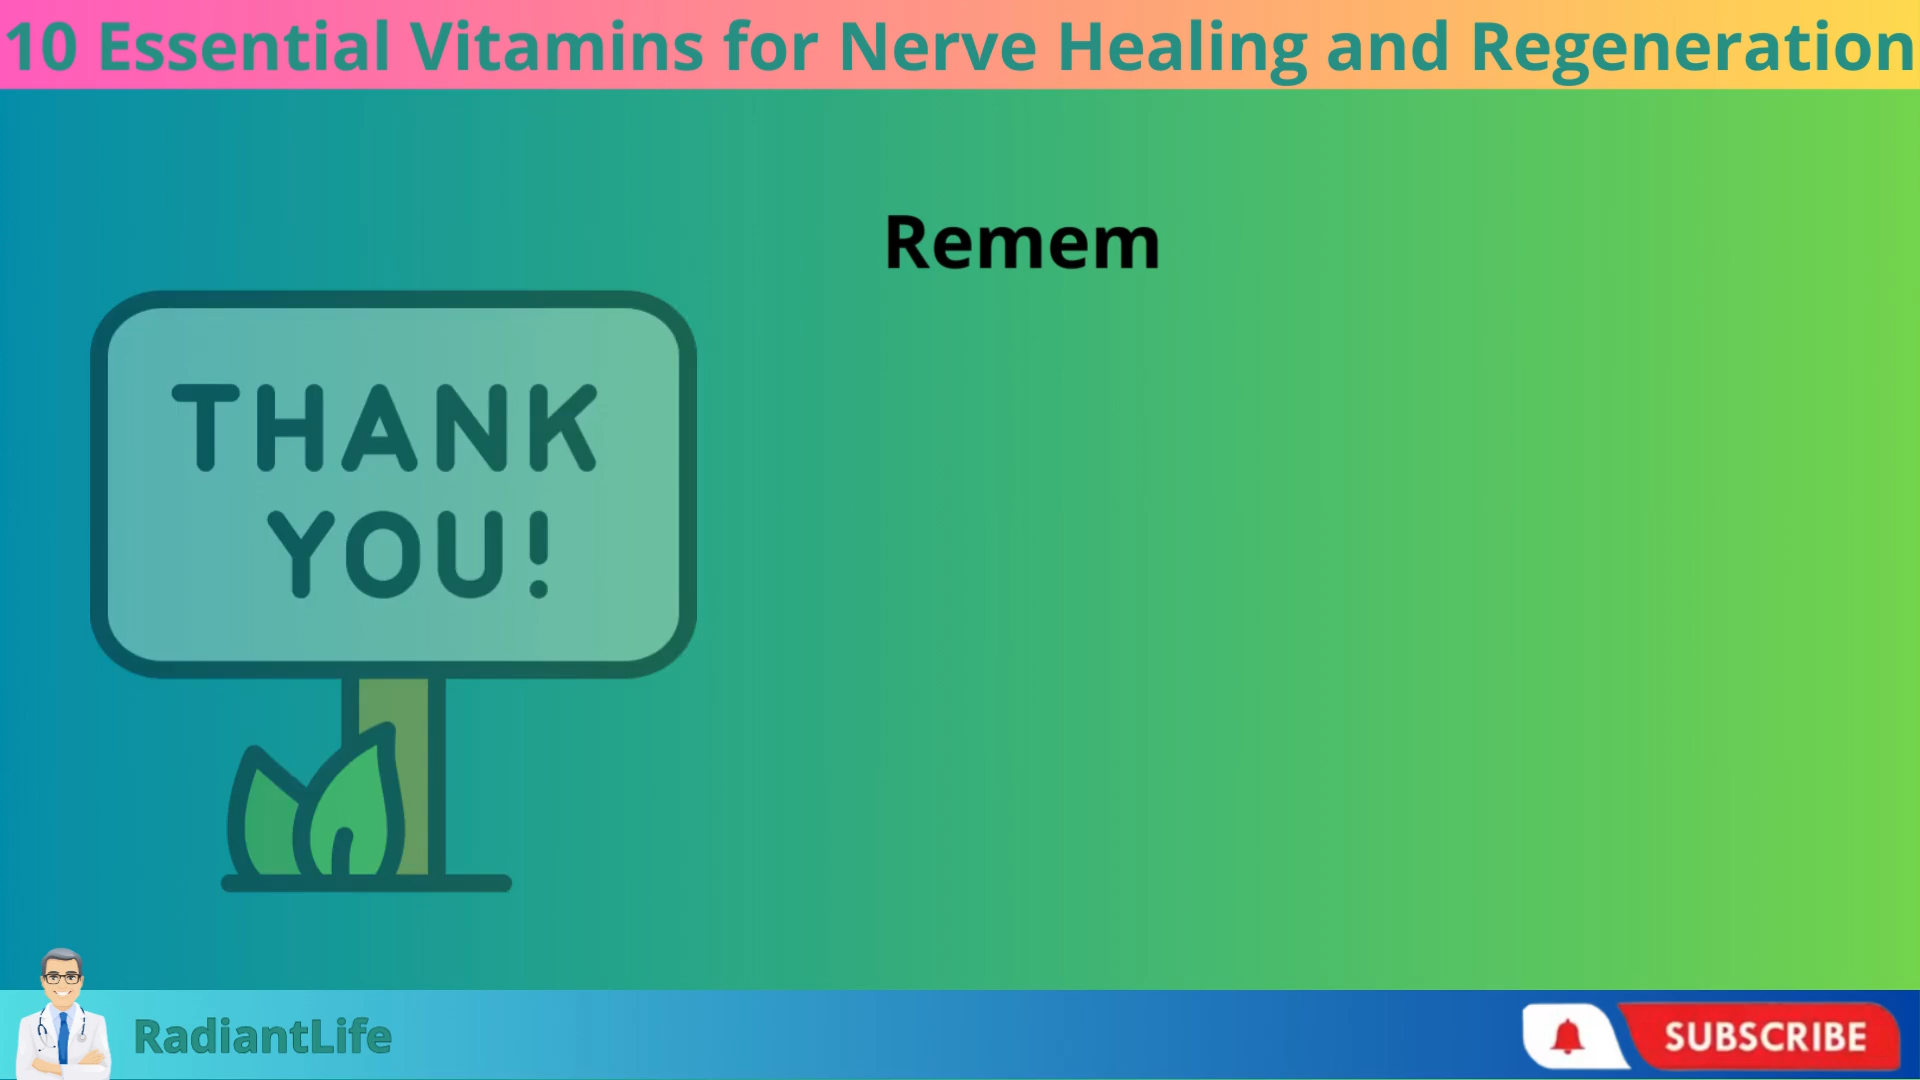 10 Essential Vitamins for Nerve Healing and Regeneration
Remem
THANK
YOU!
RadiantLife
SUBSCRIBE